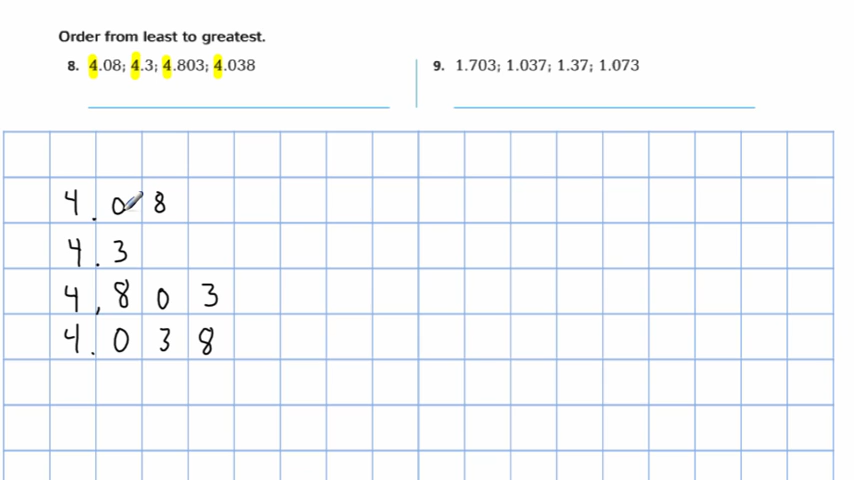 Order from least to greatest.
8. 4.08; 4.3; 4.803; 4.038
9. 1.703; 1.037; 1.37; 1.073
4.08
4.3
4,803
4.038